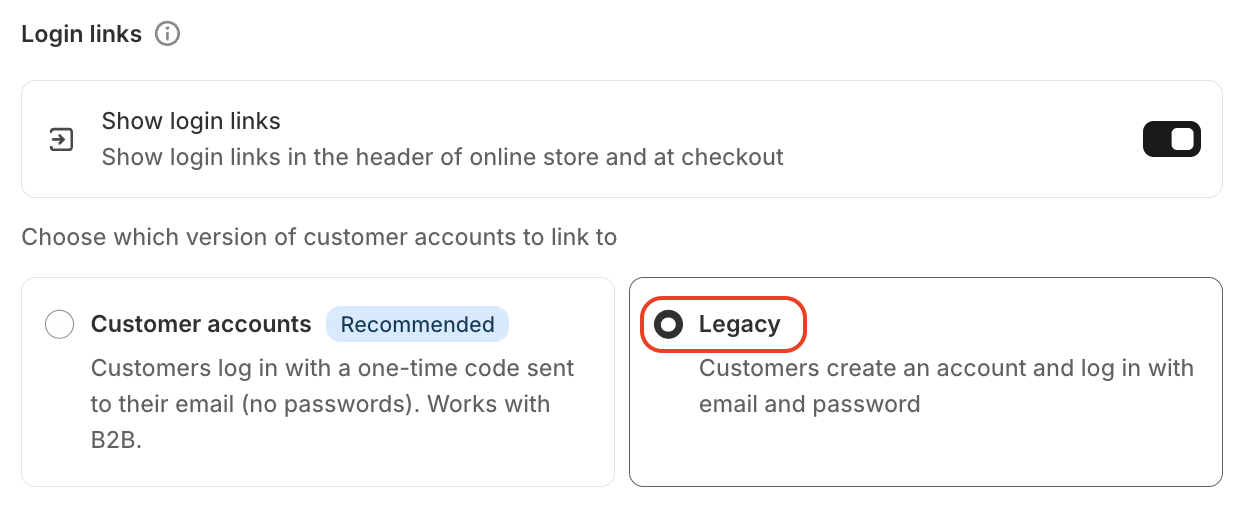 Login links
Show login links
Show login links in the header of online store and at checkout
Choose which version of customer accounts to link to
Customer accounts Recommended
Customers log in with a one-time code sent
to their email (no passwords). Works with
B2B.
Legacy
Customers create an account and log in with
email and password